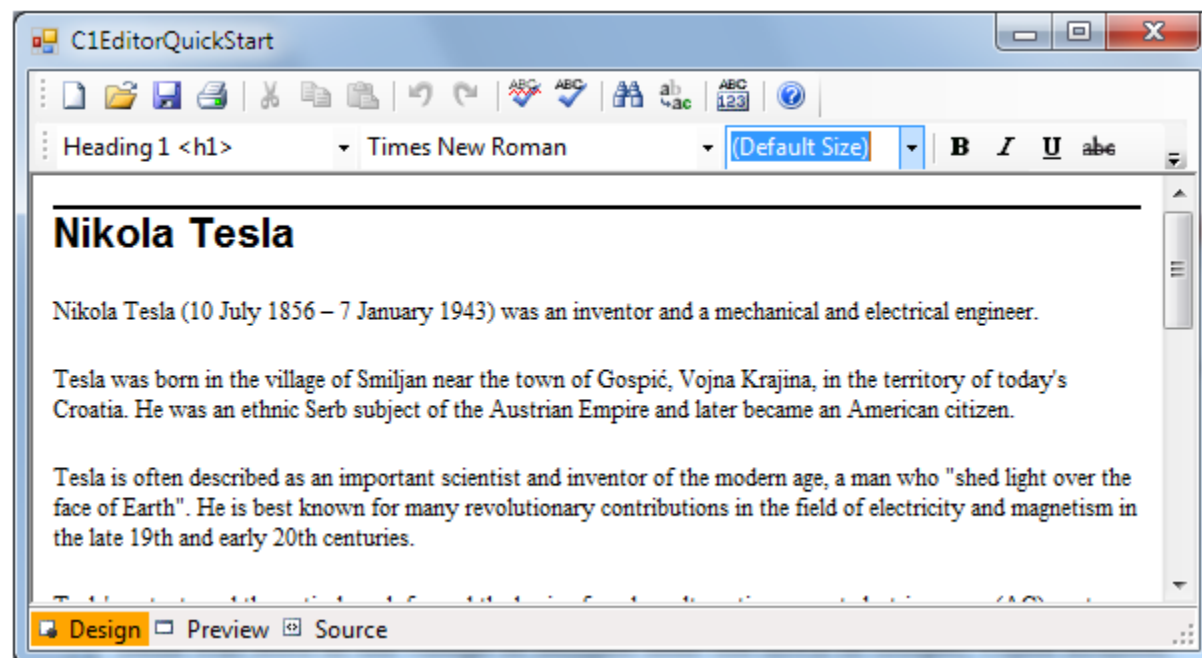 C1EditorQuickStart
ABC ABC ab ac ABC 123
Heading 1 <h1> Times New Roman (Default Size) B I U abc
Nikola Tesla
Nikola Tesla (10 July 1856 – 7 January 1943) was an inventor and a mechanical and electrical engineer.
Tesla was born in the village of Smiljan near the town of Gospić, Vojna Krajina, in the territory of today's
Croatia. He was an ethnic Serb subject of the Austrian Empire and later became an American citizen.
Tesla is often described as an important scientist and inventor of the modern age, a man who "shed light over the
face of Earth". He is best known for many revolutionary contributions in the field of electricity and magnetism in
the late 19th and early 20th centuries.
Design Preview Source